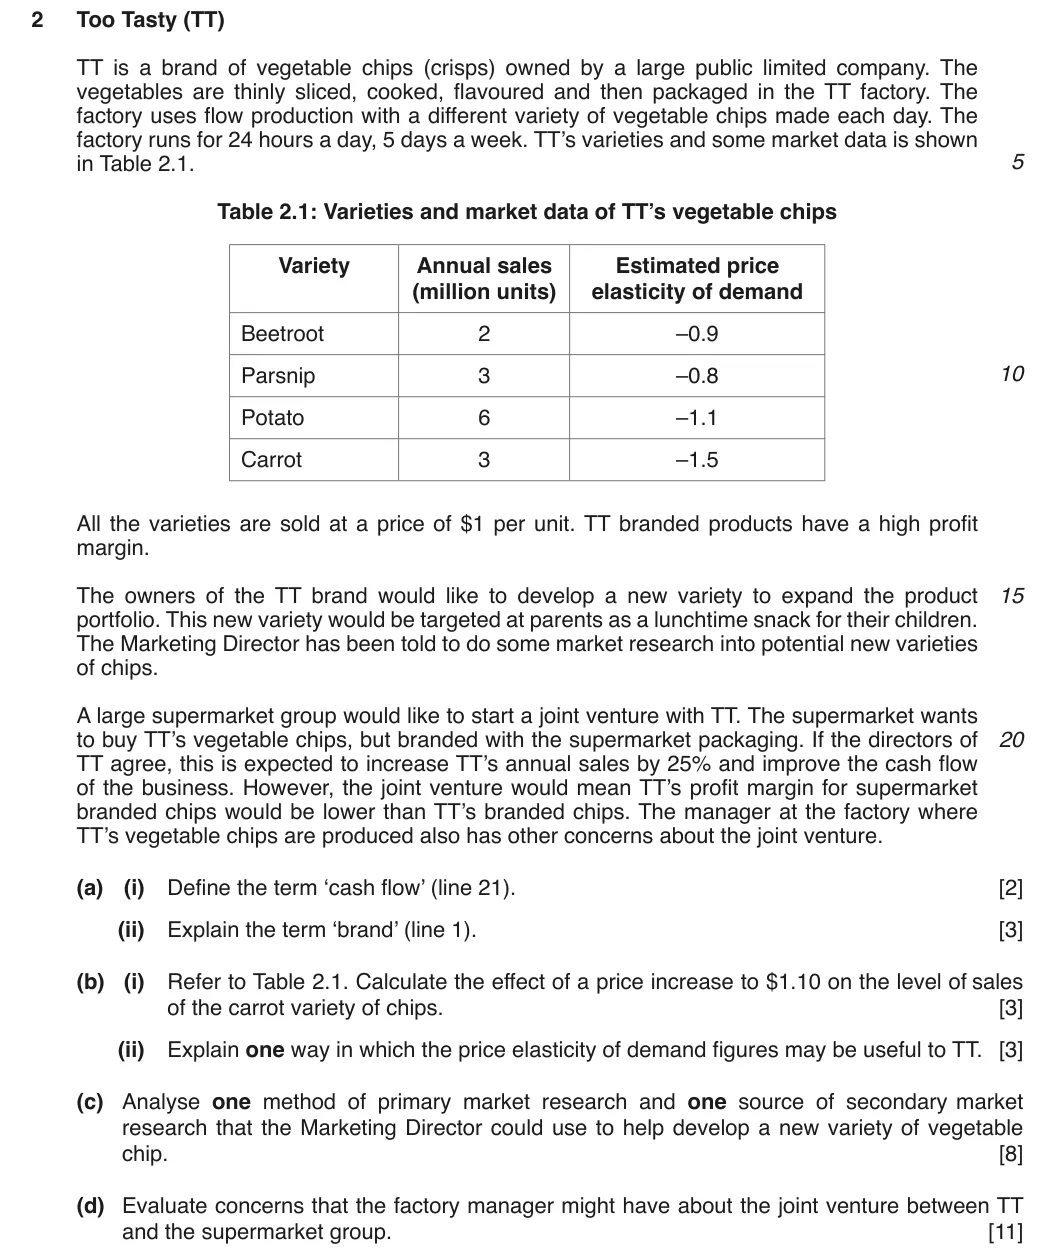 2 Too Tasty (TT)
TT is a brand of vegetable chips (crisps) owned by a large public limited company. The
vegetables are thinly sliced, cooked, flavoured and then packaged in the TT factory. The
factory uses flow production with a different variety of vegetable chips made each day. The
factory runs for 24 hours a day, 5 days a week. TT’s varieties and some market data is shown
in Table 2.1. 5
Table 2.1: Varieties and market data of TT’s vegetable chips
Variety Annual sales (million units) Estimated price elasticity of demand
Beetroot 2 –0.9
Parsnip 3 –0.8 10
Potato 6 –1.1
Carrot 3 –1.5
All the varieties are sold at a price of $1 per unit. TT branded products have a high profit
margin.
The owners of the TT brand would like to develop a new variety to expand the product 15
portfolio. This new variety would be targeted at parents as a lunchtime snack for their children.
The Marketing Director has been told to do some market research into potential new varieties
of chips.
A large supermarket group would like to start a joint venture with TT. The supermarket wants
to buy TT’s vegetable chips, but branded with the supermarket packaging. If the directors of 20
TT agree, this is expected to increase TT’s annual sales by 25% and improve the cash flow
of the business. However, the joint venture would mean TT’s profit margin for supermarket
branded chips would be lower than TT’s branded chips. The manager at the factory where
TT’s vegetable chips are produced also has other concerns about the joint venture.
(a) (i) Define the term ‘cash flow’ (line 21). [2]
(ii) Explain the term ‘brand’ (line 1). [3]
(b) (i) Refer to Table 2.1. Calculate the effect of a price increase to $1.10 on the level of sales
of the carrot variety of chips. [3]
(ii) Explain one way in which the price elasticity of demand figures may be useful to TT. [3]
(c) Analyse one method of primary market research and one source of secondary market
research that the Marketing Director could use to help develop a new variety of vegetable
chip. [8]
(d) Evaluate concerns that the factory manager might have about the joint venture between TT
and the supermarket group. [11]